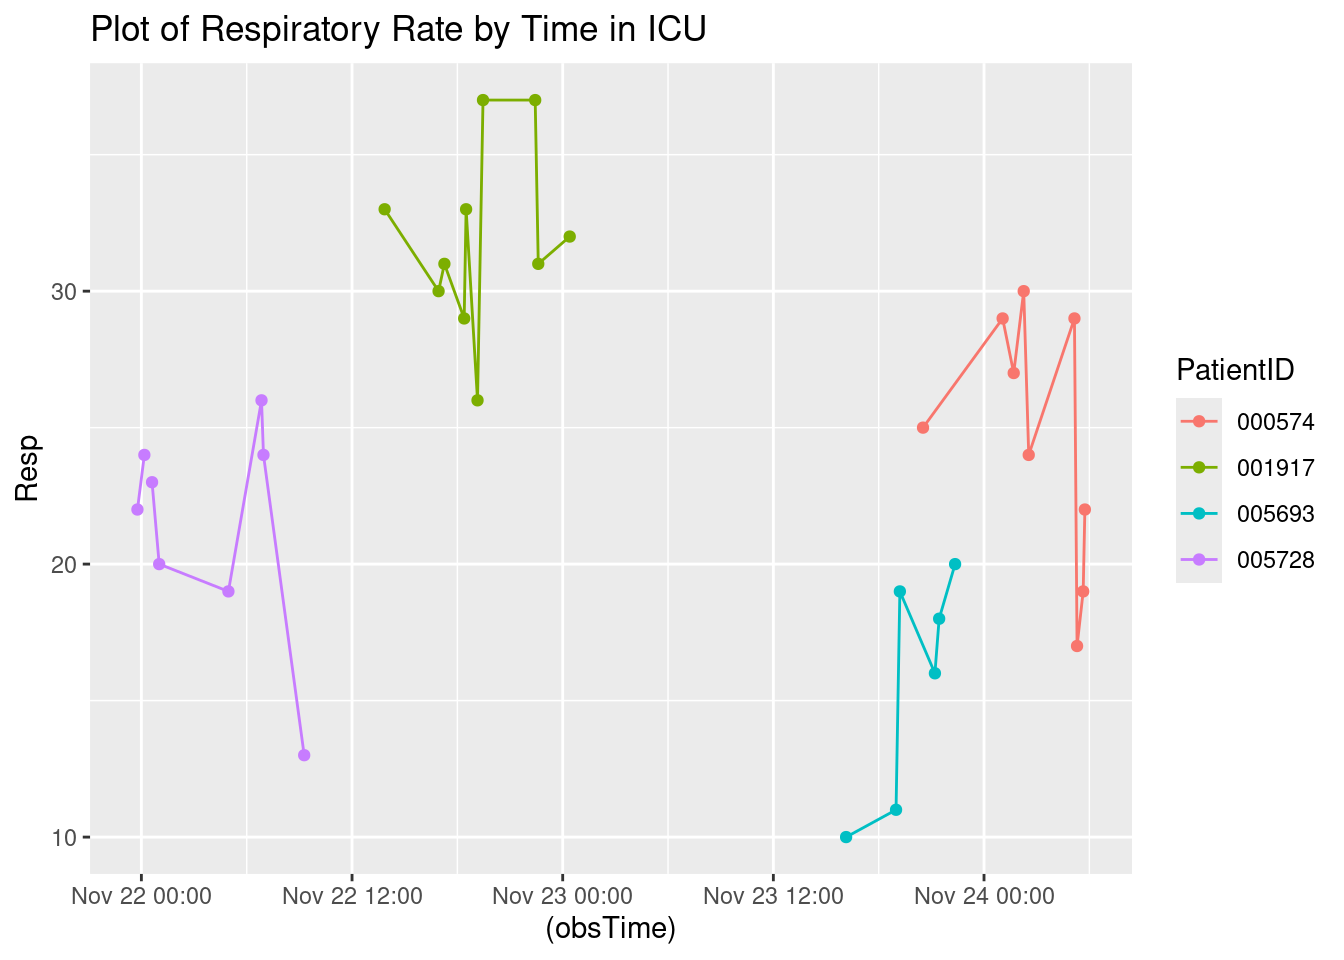 Plot of Respiratory Rate by Time in ICU
Resp
30
20
10
Nov 22 00:00
Nov 22 12:00
Nov 23 00:00
Nov 23 12:00
Nov 24 00:00
(obsTime)
PatientID
000574
001917
005693
005728